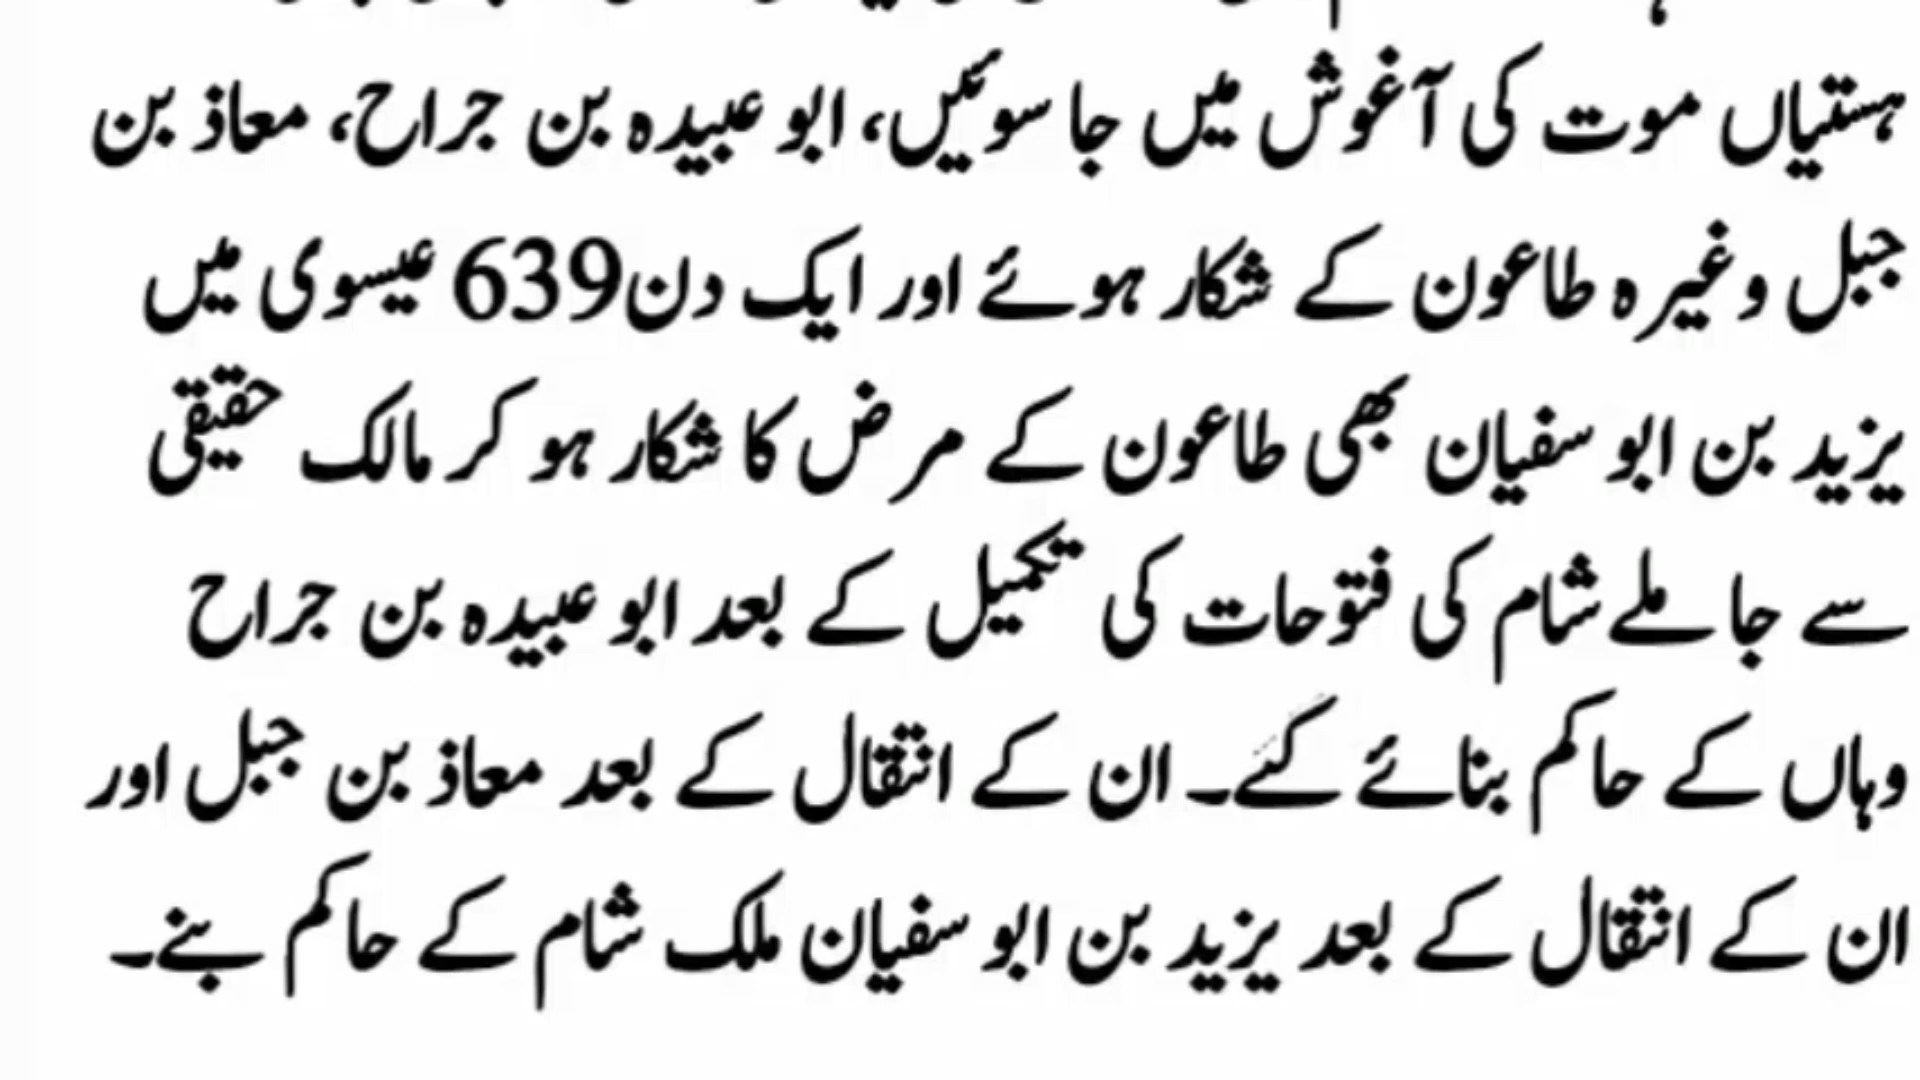 ہستیاں موت کی آغوش میں جا سوئیں، ابو عبیدہ بن جراح، معاذ بن
جبل وغیرہ طاعون کے شکار ہوئے اور ایک دن639 عیسوی میں
یزید بن ابو سفیان بھی طاعون کے مرض کا شکار ہو کر مالک حقیقی
سے جا ملے شام کی فتوحات کی تکمیل کے بعد ابو عبیدہ بن جراح
وہاں کے حاکم بنائے گئے۔ ان کے انتقال کے بعد معاذ بن جبل اور
ان کے انتقال کے بعد یزید بن ابو سفیان ملک شام کے حاکم بنے۔